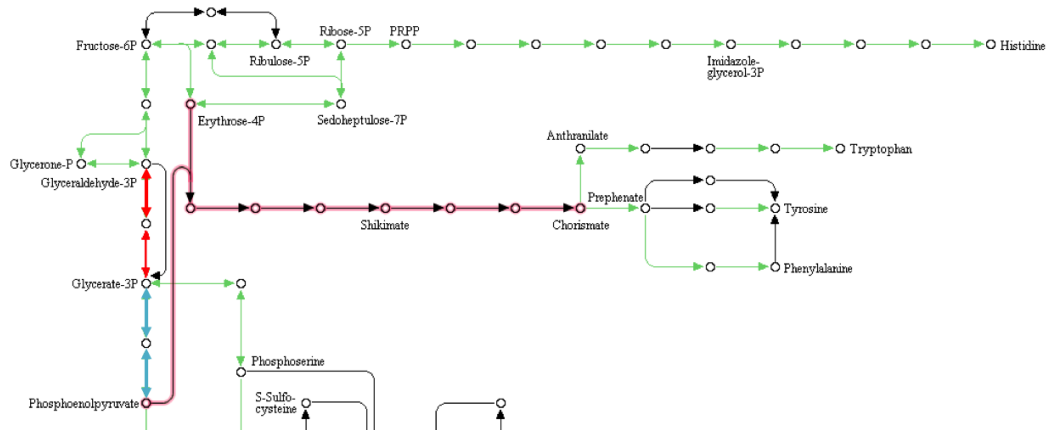 Fructose-6P
Ribose-5P
PRPP
Ribulose-5P
Imidazole-
glycerol-3P
Histidine
Erythrose-4P
Sedoheptulose-7P
Anthranilate
Tryptophan
Glycerone-P
Glyceraldehyde-3P
Prephenate
Shikimate
Chorismate
Tyrosine
Phenylalanine
Glycerate-3P
Phosphoserine
S-Sulfo-
cysteine
Phosphoenolpyruvate